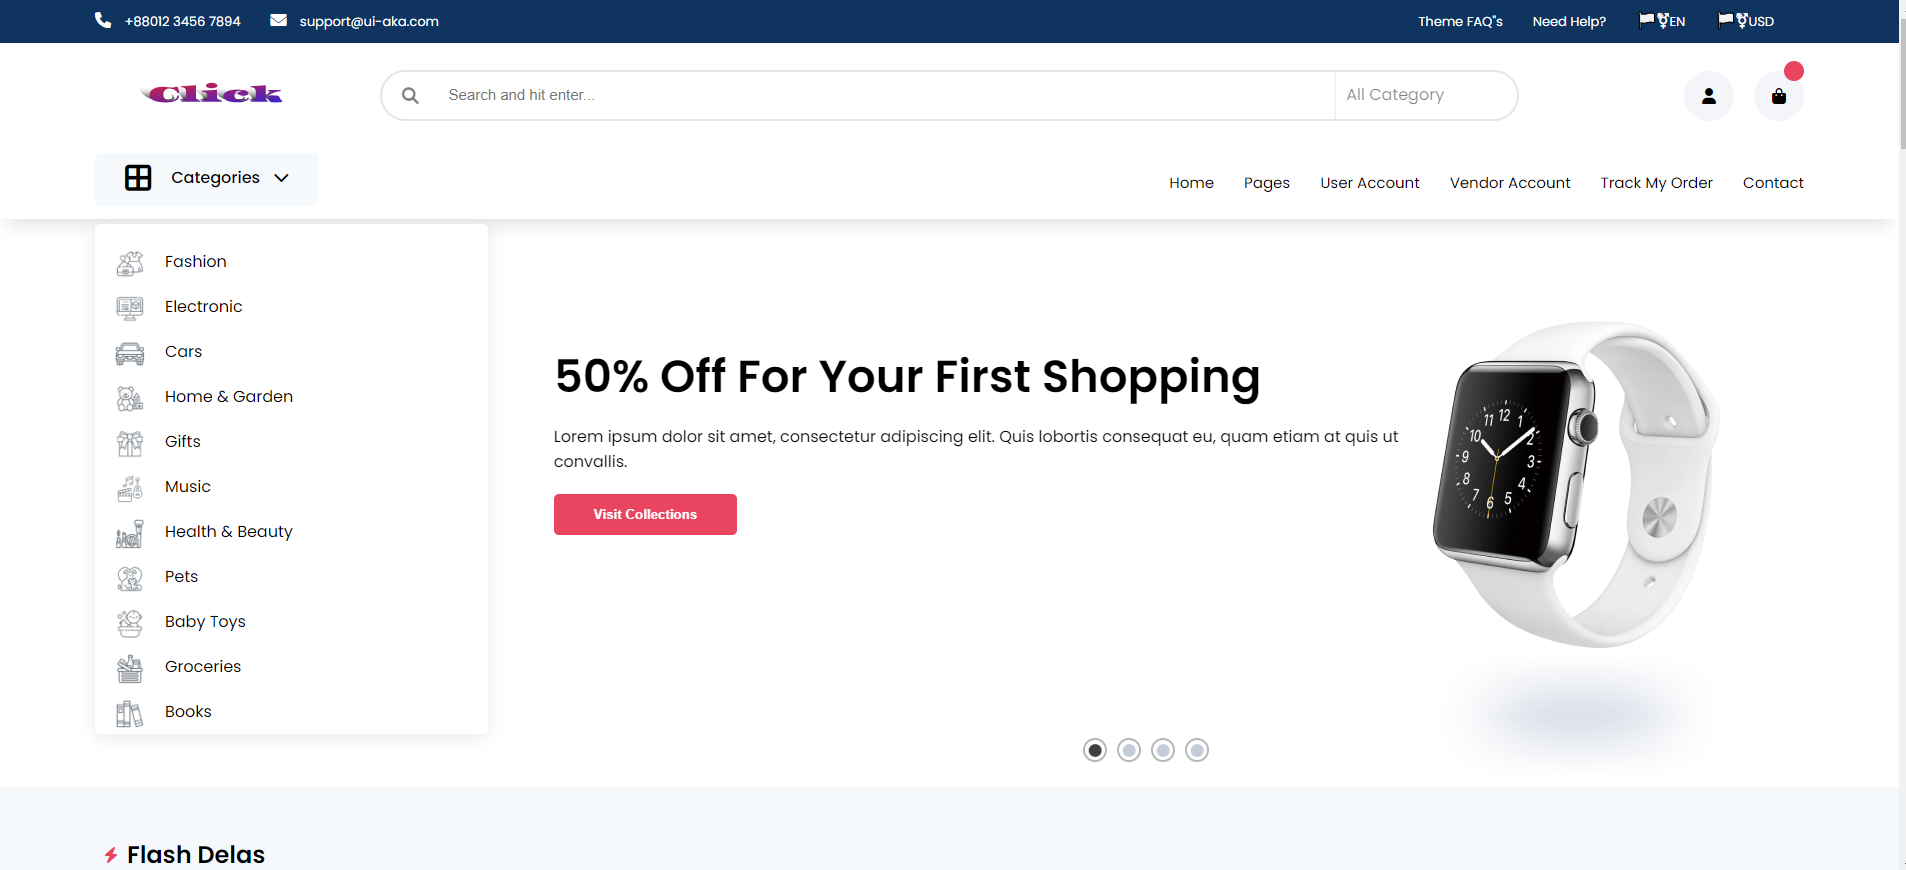 +88012 3456 7894 support@ui-aka.com Theme FAQ"s Need Help? 🏳️‍⚧️EN 🏳️‍⚧️USD
Click Search and hit enter... All Category
Categories Home Pages User Account Vendor Account Track My Order Contact
Fashion
Electronic
Cars
Home & Garden
Gifts
Music
Health & Beauty
Pets
Baby Toys
Groceries
Books
50% Off For Your First Shopping
Lorem ipsum dolor sit amet, consectetur adipiscing elit. Quis lobortis consequat eu, quam etiam at quis ut
convallis.
Visit Collections
12
1
2
3
4
5
6
7
8
9
10
11
Flash Delas